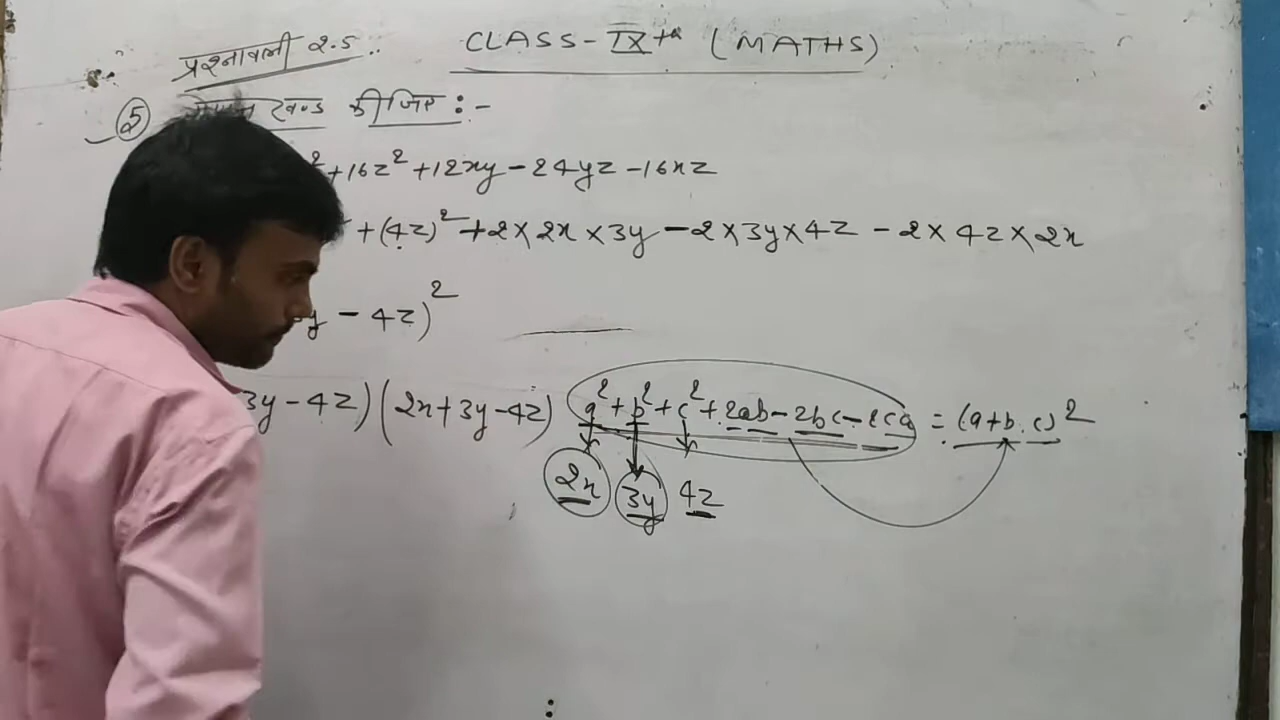 प्रश्नावली 2.5..
CLASS-IXth (MATHS)
5 खण्ड कीजिए :-
² +16z² +12xy -24yz -16xz
+(4z)² +2×2x×3y -2×3y×4z -2×4z×2x
y - 4z)²
3y-4z)(2x+3y-4z) a²+b²+c²+2ab-2bc-2ca = (a+b.c)²
2x 3y 4z